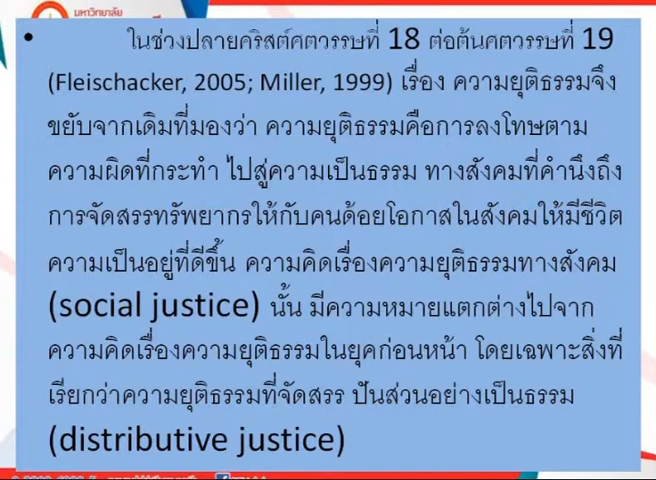 มหาวิทยาลัย
• ในช่วงปลายคริสต์ศตวรรษที่ 18 ต่อต้นศตวรรษที่ 19
(Fleischacker, 2005; Miller, 1999) เรื่อง ความยุติธรรมจึง
ขยับจากเดิมที่มองว่า ความยุติธรรมคือการลงโทษตาม
ความผิดที่กระทำ ไปสู่ความเป็นธรรม ทางสังคมที่คำนึงถึง
การจัดสรรทรัพยากรให้กับคนด้อยโอกาสในสังคมให้มีชีวิต
ความเป็นอยู่ที่ดีขึ้น ความคิดเรื่องความยุติธรรมทางสังคม
(social justice) นั้น มีความหมายแตกต่างไปจาก
ความคิดเรื่องความยุติธรรมในยุคก่อนหน้า โดยเฉพาะสิ่งที่
เรียกว่าความยุติธรรมที่จัดสรร ปันส่วนอย่างเป็นธรรม
(distributive justice)